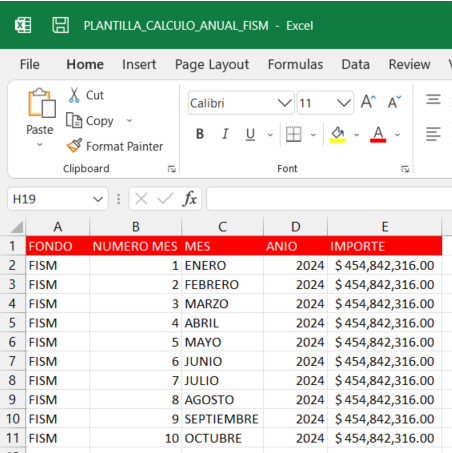 PLANTILLA_CALCULO_ANUAL_FISM - Excel
File Home Insert Page Layout Formulas Data Review
Cut
Copy
Format Painter
Paste
Clipboard
Calibri 11 A A
B I U A
Font
H19 fx
A B C D E
1 FONDO NUMERO MES MES ANIO IMPORTE
2 FISM 1 ENERO 2024 $ 454,842,316.00
3 FISM 2 FEBRERO 2024 $ 454,842,316.00
4 FISM 3 MARZO 2024 $ 454,842,316.00
5 FISM 4 ABRIL 2024 $ 454,842,316.00
6 FISM 5 MAYO 2024 $ 454,842,316.00
7 FISM 6 JUNIO 2024 $ 454,842,316.00
8 FISM 7 JULIO 2024 $ 454,842,316.00
9 FISM 8 AGOSTO 2024 $ 454,842,316.00
10 FISM 9 SEPTIEMBRE 2024 $ 454,842,316.00
11 FISM 10 OCTUBRE 2024 $ 454,842,316.00